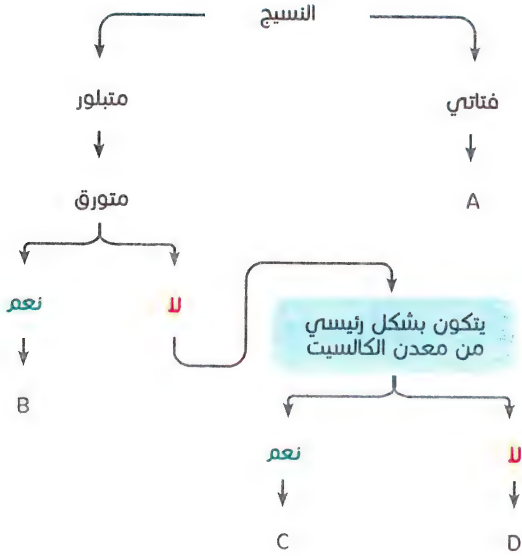 النسيج
فتاتي
متبلور
A
متورق
لا
نعم
يتكون بشكل رئيسي
من معدن الكالسيت
B
لا
نعم
D
C